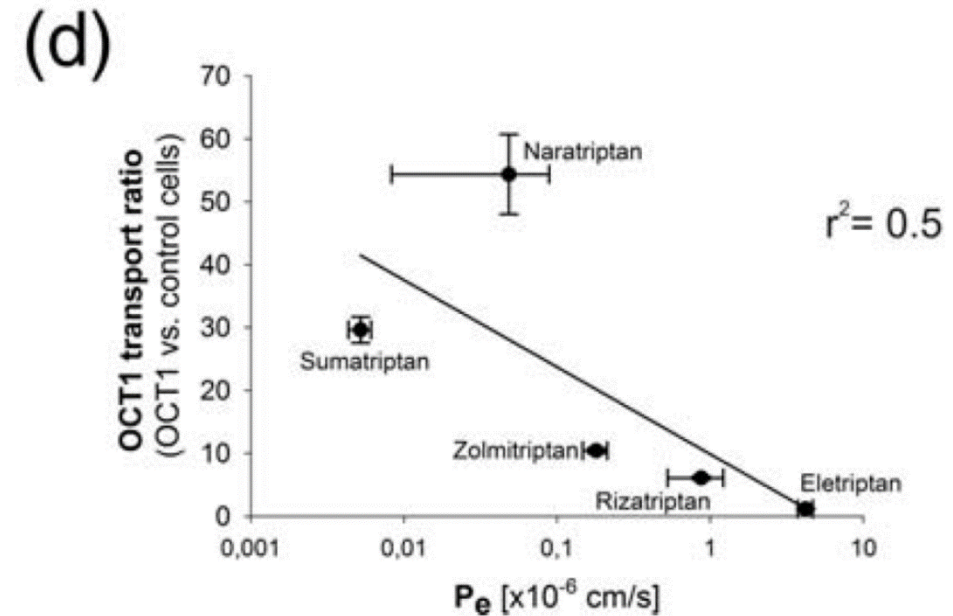 (d)
OCT1 transport ratio
(OCT1 vs. control cells)
70
60
50
40
30
20
10
0
Naratriptan
r²= 0.5
Sumatriptan
Zolmitriptan
Rizatriptan
Eletriptan
0,001
0,01
0,1
1
10
Pe [x10⁻⁶ cm/s]